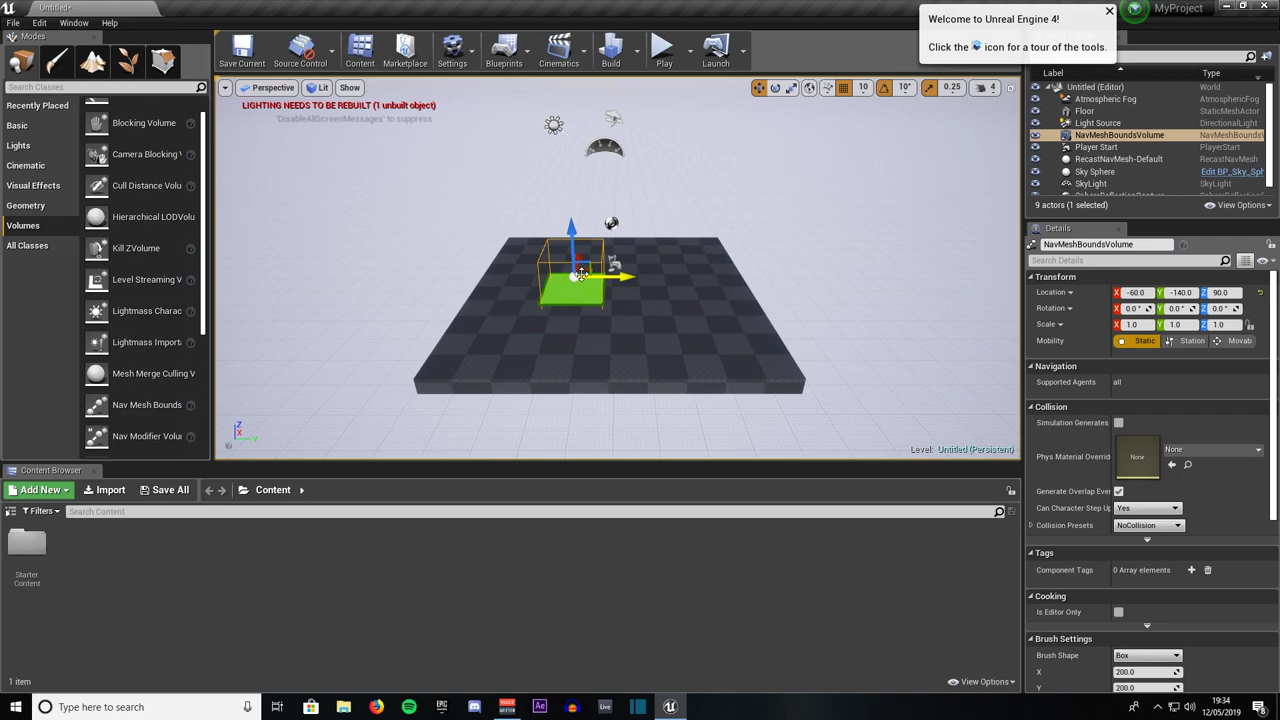 Untitled*
Welcome to Unreal Engine 4!
Click the icon for a tour of the tools.
MyProject
File Edit Window Help
Modes
Search Classes
Recently Placed
Basic
Lights
Cinematic
Visual Effects
Geometry
Volumes
All Classes
Blocking Volume
Camera Blocking V
Cull Distance Volu
Hierarchical LODVolu
Kill ZVolume
Level Streaming V
Lightmass Charac
Lightmass Import
Mesh Merge Culling V
Nav Mesh Bounds
Nav Modifier Volu
Save Current
Source Control
Content
Marketplace
Settings
Blueprints
Cinematics
Build
Play
Launch
Perspective Lit Show
10 10° 0.25 4
LIGHTING NEEDS TO BE REBUILT (1 unbuilt object)
'DisableAllScreenMessages' to suppress
Z
X
Y
Level: Untitled (Persistent)
Label Type
Untitled (Editor) World
Atmospheric Fog AtmosphericFog
Floor StaticMeshActor
Light Source DirectionalLight
NavMeshBoundsVolume NavMeshBoundsV
Player Start PlayerStart
RecastNavMesh-Default RecastNavMesh
Sky Sphere Edit BP_Sky_Sph
SkyLight SkyLight
9 actors (1 selected) View Options
Details
NavMeshBoundsVolume
Search Details
Transform
Location X -60.0 Y -140.0 Z 90.0
Rotation X 0.0° Y 0.0° Z 0.0°
Scale X 1.0 Y 1.0 Z 1.0
Mobility Static Station Movab
Navigation
Supported Agents all
Collision
Simulation Generates
Phys Material Overrid None None
Generate Overlap Ever
Can Character Step Up Yes
Collision Presets NoCollision
Tags
Component Tags 0 Array elements
Cooking
Is Editor Only
Brush Settings
Brush Shape Box
X 200.0
Y 200.0
Content Browser
Add New Import Save All Content
Filters Search Content
Starter
Content
1 item
View Options
Type here to search
19:34
12/05/2019